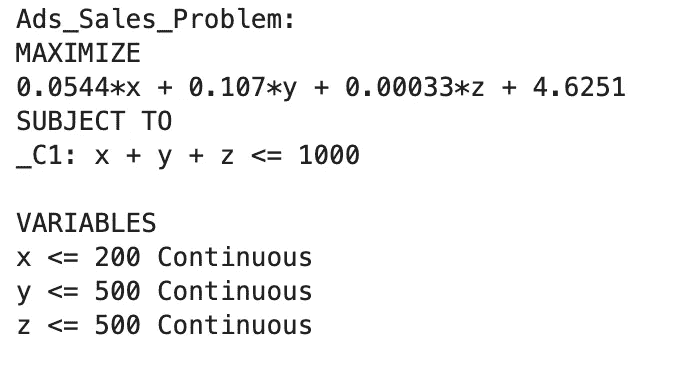 Ads_Sales_Problem:
MAXIMIZE
0.0544*x + 0.107*y + 0.00033*z + 4.6251
SUBJECT TO
_C1: x + y + z <= 1000

VARIABLES
x <= 200 Continuous
y <= 500 Continuous
z <= 500 Continuous